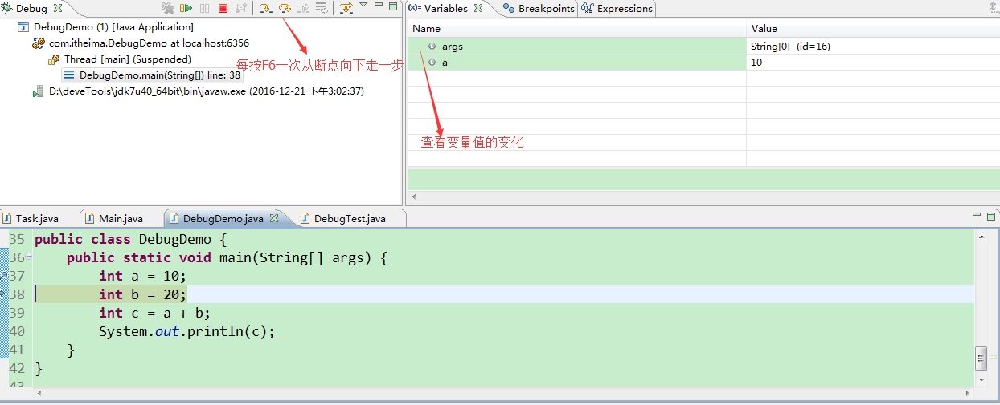 Debug
DebugDemo (1) [Java Application]
com.itheima.DebugDemo at localhost:6356
Thread [main] (Suspended)
每按F6一次从断点向下走一步
DebugDemo.main(String[]) line: 38
D:\deveTools\jdk7u40_64bit\bin\javaw.exe (2016-12-21 下午3:02:37)
(x)= Variables
Breakpoints
Expressions
Name Value
args String[0] (id=16)
a 10
查看变量值的变化
Task.java
Main.java
DebugDemo.java
DebugTest.java
35 public class DebugDemo {
36 public static void main(String[] args) {
37 int a = 10;
38 int b = 20;
39 int c = a + b;
40 System.out.println(c);
41 }
42 }
43